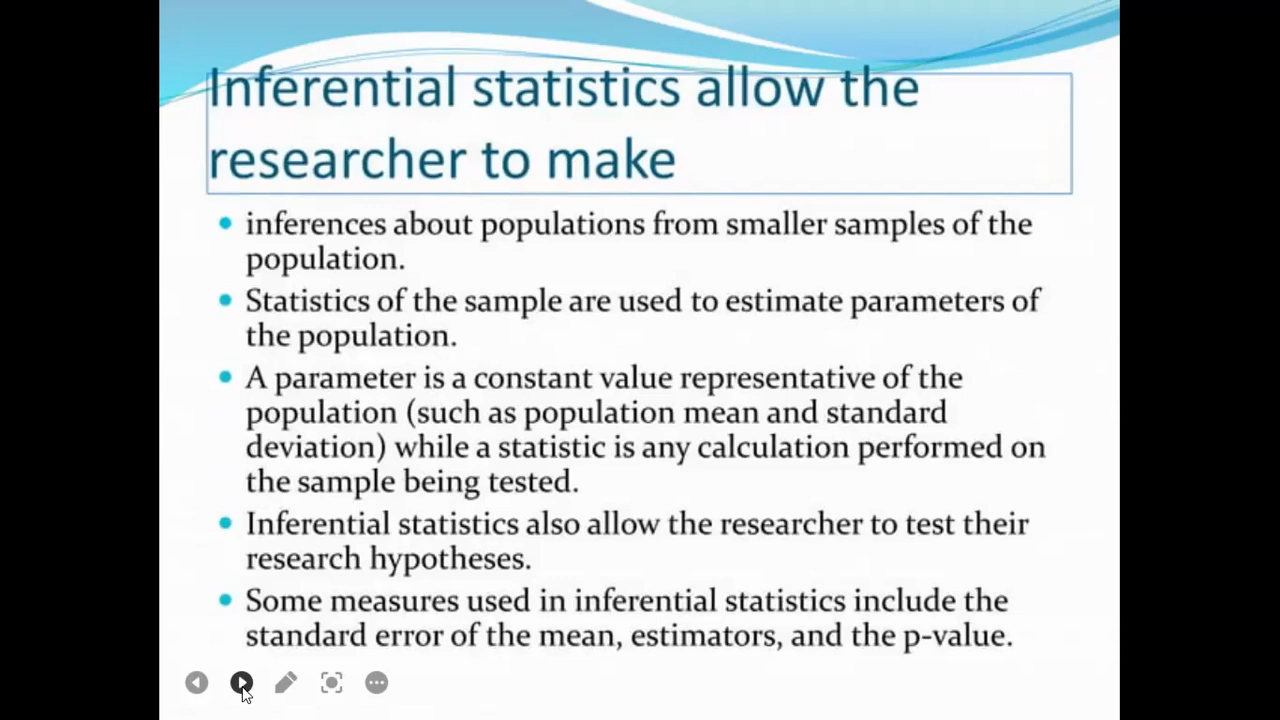 Inferential statistics allow the
researcher to make
inferences about populations from smaller samples of the
population.
Statistics of the sample are used to estimate parameters of
the population.
A parameter is a constant value representative of the
population (such as population mean and standard
deviation) while a statistic is any calculation performed on
the sample being tested.
Inferential statistics also allow the researcher to test their
research hypotheses.
Some measures used in inferential statistics include the
standard error of the mean, estimators, and the p-value.